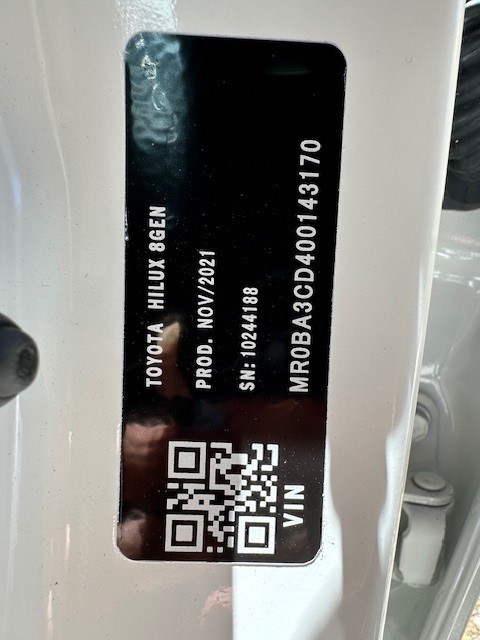 TOYOTA HILUX 8GEN
PROD. NOV/2021
SN: 10244188
MR0BA3CD400143170
VIN